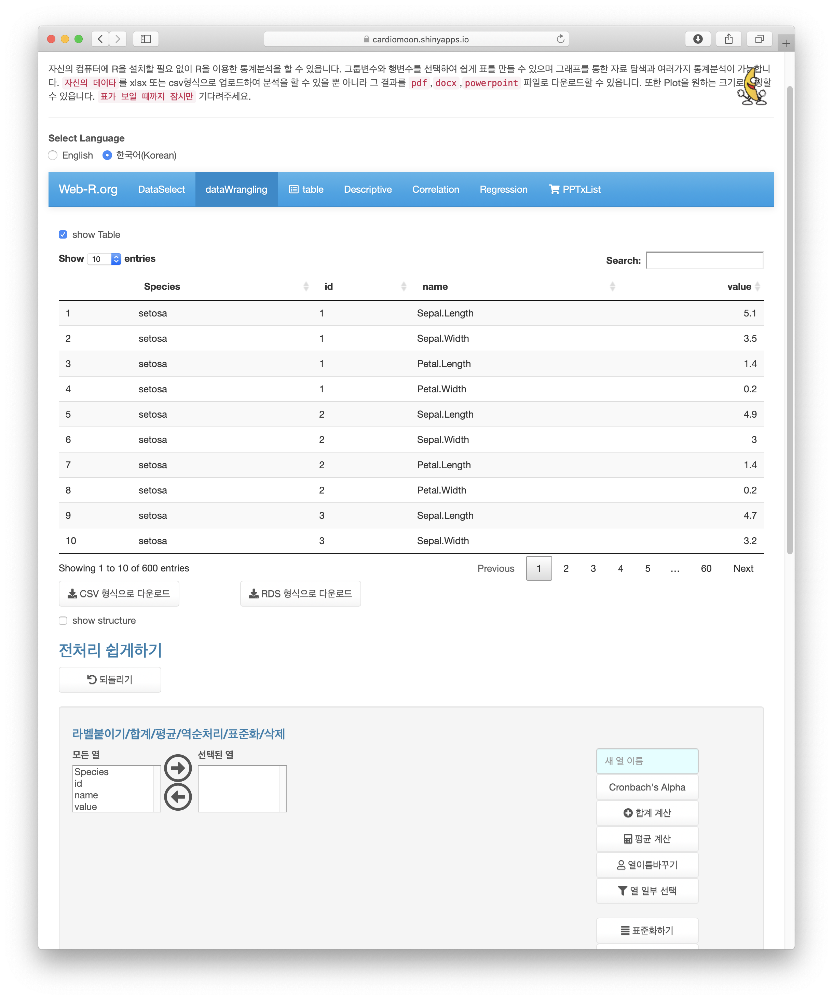 cardiomoon.shinyapps.io
자신의 컴퓨터에 R을 설치할 필요 없이 R을 이용한 통계분석을 할 수 있읍니다. 그룹변수와 행변수를 선택하여 쉽게 표를 만들 수 있으며 그래프를 통한 자료 탐색과 여러가지 통계분석이 가능합니
다. 자신의 데이타 를 xlsx 또는 csv형식으로 업로드하여 분석을 할 수 있을 뿐 아니라 그 결과를 pdf , docx , powerpoint 파일로 다운로드할 수 있읍니다. 또한 Plot을 원하는 크기로
수 있읍니다. 표가 보일 때까지 잠시만 기다려주세요.
Select Language
English 한국어(Korean)
Web-R.org DataSelect dataWrangling table Descriptive Correlation Regression PPTxList
show Table
Show 10 entries Search:
Species id name value
1 setosa 1 Sepal.Length 5.1
2 setosa 1 Sepal.Width 3.5
3 setosa 1 Petal.Length 1.4
4 setosa 1 Petal.Width 0.2
5 setosa 2 Sepal.Length 4.9
6 setosa 2 Sepal.Width 3
7 setosa 2 Petal.Length 1.4
8 setosa 2 Petal.Width 0.2
9 setosa 3 Sepal.Length 4.7
10 setosa 3 Sepal.Width 3.2
Showing 1 to 10 of 600 entries Previous 1 2 3 4 5 … 60 Next
CSV 형식으로 다운로드 RDS 형식으로 다운로드
show structure
전처리 쉽게하기
되돌리기
라벨붙이기/합계/평균/역순처리/표준화/삭제
모든 열 선택된 열
새 열 이름
Species
id
name
value
Cronbach's Alpha
합계 계산
평균 계산
열이름바꾸기
열 일부 선택
표준화하기